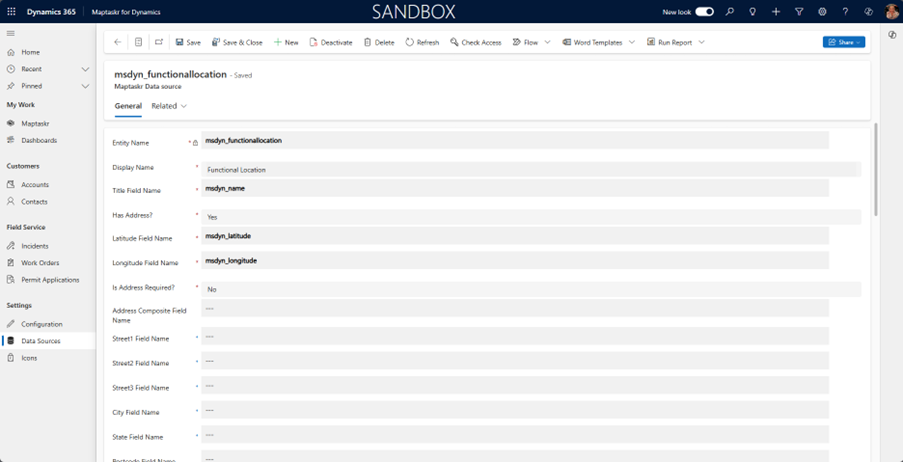 Dynamics 365 Maptaskr for Dynamics SANDBOX New look
Save Save & Close New Deactivate Delete Refresh Check Access Flow Word Templates Run Report Share
Home
Recent
Pinned
My Work
Maptaskr
Dashboards
Customers
Accounts
Contacts
Field Service
Incidents
Work Orders
Permit Applications
Settings
Configuration
Data Sources
Icons
msdyn_functionallocation - Saved
Maptaskr Data source
General Related
Entity Name * msdyn_functionallocation
Display Name * Functional Location
Title Field Name * msdyn_name
Has Address? * Yes
Latitude Field Name * msdyn_latitude
Longitude Field Name * msdyn_longitude
Is Address Required? * No
Address Composite Field * ---
Name
Street1 Field Name * ---
Street2 Field Name * ---
Street3 Field Name * ---
City Field Name * ---
State Field Name * ---
Postcode Field Name * ---